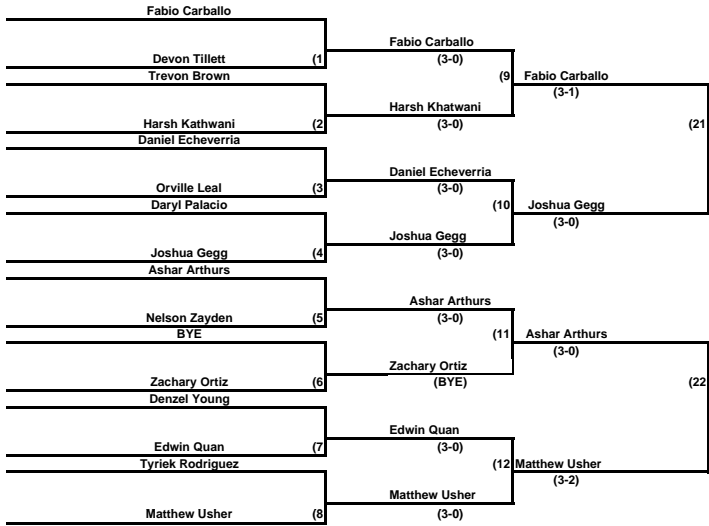 Fabio Carballo
Devon Tillett (1
Trevon Brown
Harsh Kathwani (2
Daniel Echeverria
Orville Leal (3
Daryl Palacio
Joshua Gegg (4
Ashar Arthurs
Nelson Zayden (5
BYE
Zachary Ortiz (6
Denzel Young
Edwin Quan (7
Tyriek Rodriguez
Matthew Usher (8
Fabio Carballo
(3-0)
(9
Harsh Khatwani
(3-0)
Daniel Echeverria
(3-0)
(10
Joshua Gegg
(3-0)
Ashar Arthurs
(3-0)
(11
Zachary Ortiz
(BYE)
Edwin Quan
(3-0)
(12
Matthew Usher
(3-0)
Fabio Carballo
(3-1)
(21
Joshua Gegg
(3-0)
Ashar Arthurs
(3-0)
(22
Matthew Usher
(3-2)